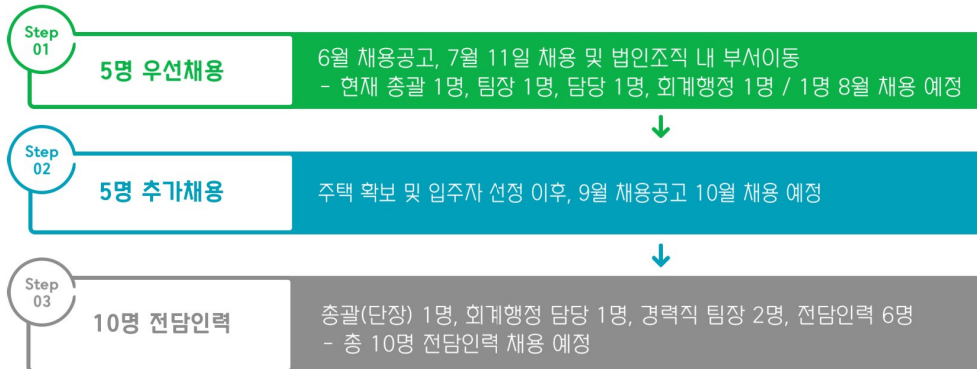 Step
01
5명 우선채용
6월 채용공고, 7월 11일 채용 및 법인조직 내 부서이동
- 현재 총괄 1명, 팀장 1명, 담당 1명, 회계행정 1명 / 1명 8월 채용 예정
Step
02
5명 추가채용
주택 확보 및 입주자 선정 이후, 9월 채용공고 10월 채용 예정
Step
03
10명 전담인력
총괄(단장) 1명, 회계행정 담당 1명, 경력직 팀장 2명, 전담인력 6명
- 총 10명 전담인력 채용 예정